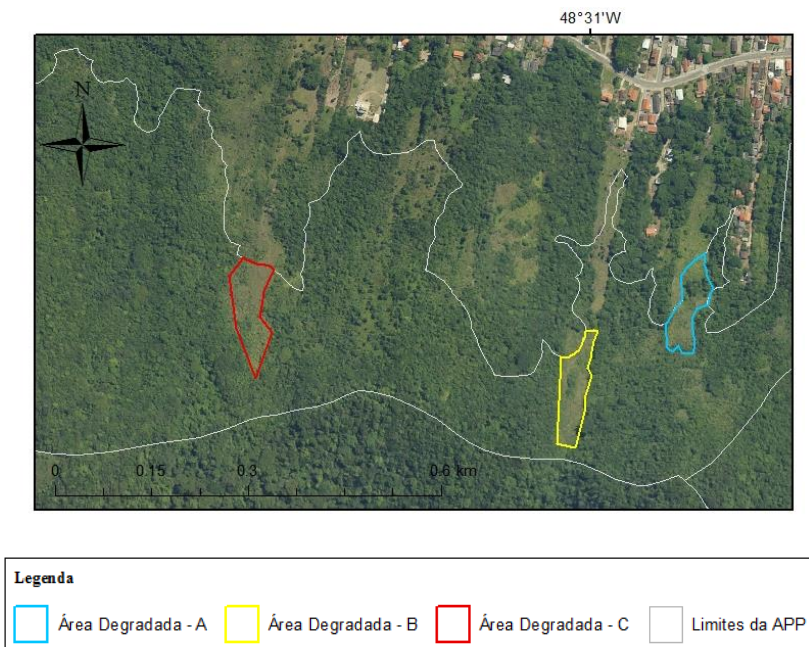 48°31'W
N
0 0.15 0.3 0.6 km
Legenda
Área Degradada - A Área Degradada - B Área Degradada - C Limites da APP